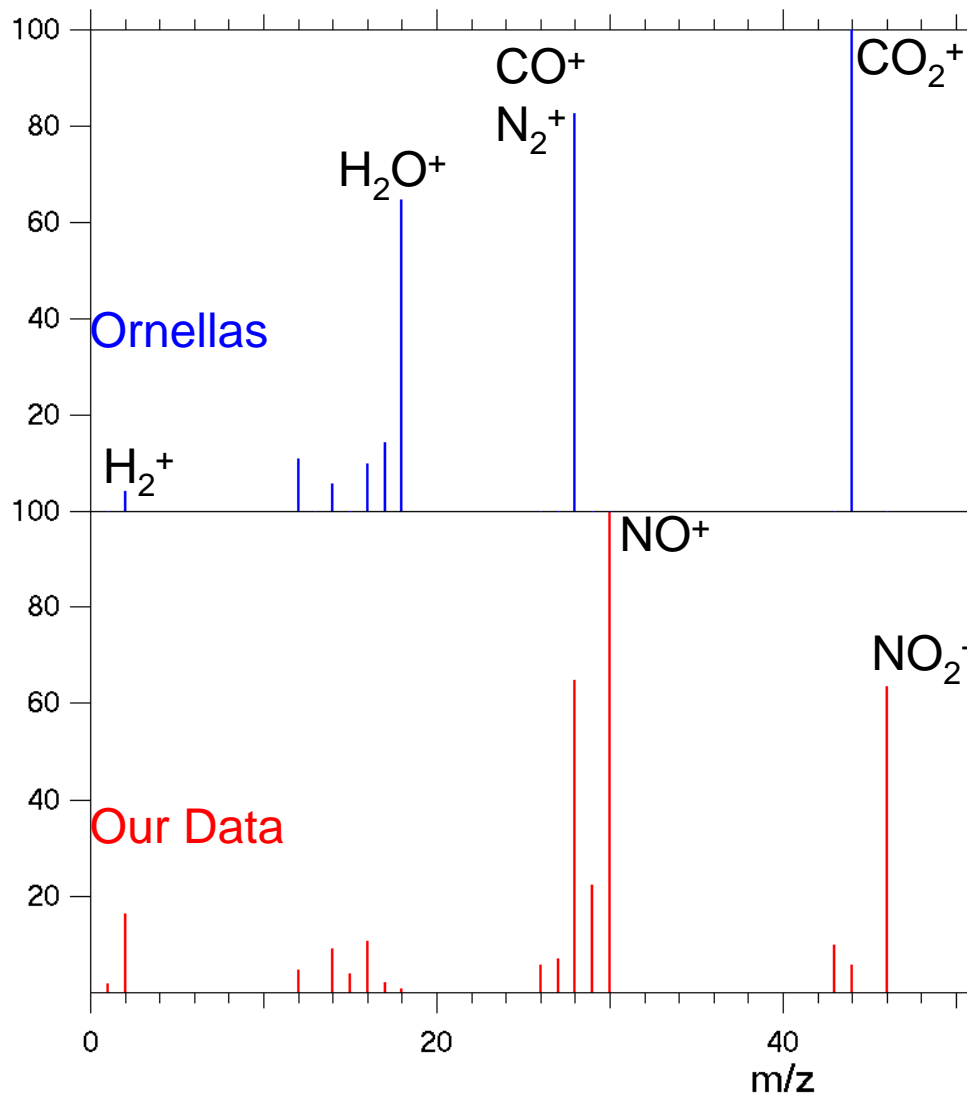 100
CO⁺
CO₂⁺
80
N₂⁺
H₂O⁺
60
40
Ornellas
20
H₂⁺
100
NO⁺
80
NO₂⁺
60
40
Our Data
20
0
20
40
m/z